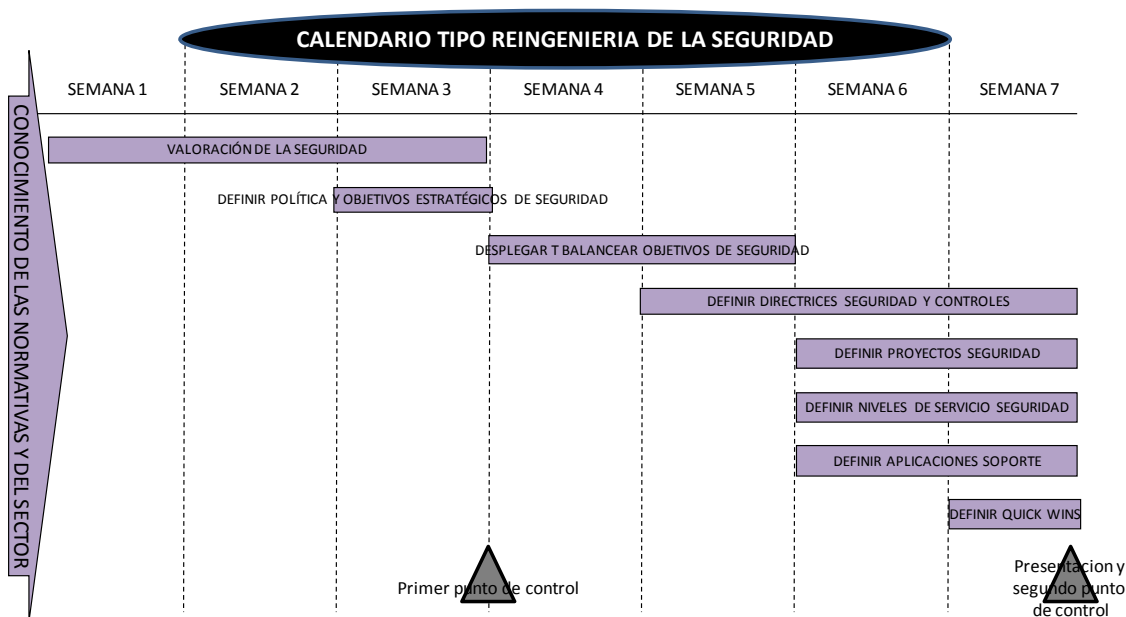 CALENDARIO TIPO REINGENIERIA DE LA SEGURIDAD
SEMANA 1
SEMANA 2
SEMANA 3
SEMANA 4
SEMANA 5
SEMANA 6
SEMANA 7
CONOCIMIENTO DE LAS NORMATIVAS Y DEL SECTOR
VALORACIÓN DE LA SEGURIDAD
DEFINIR POLÍTICA Y OBJETIVOS ESTRATÉGICOS DE SEGURIDAD
DESPLEGAR T BALANCEAR OBJETIVOS DE SEGURIDAD
DEFINIR DIRECTRICES SEGURIDAD Y CONTROLES
DEFINIR PROYECTOS SEGURIDAD
DEFINIR NIVELES DE SERVICIO SEGURIDAD
DEFINIR APLICACIONES SOPORTE
DEFINIR QUICK WINS
Primer punto de control
Presentacion y
segundo punto
de control